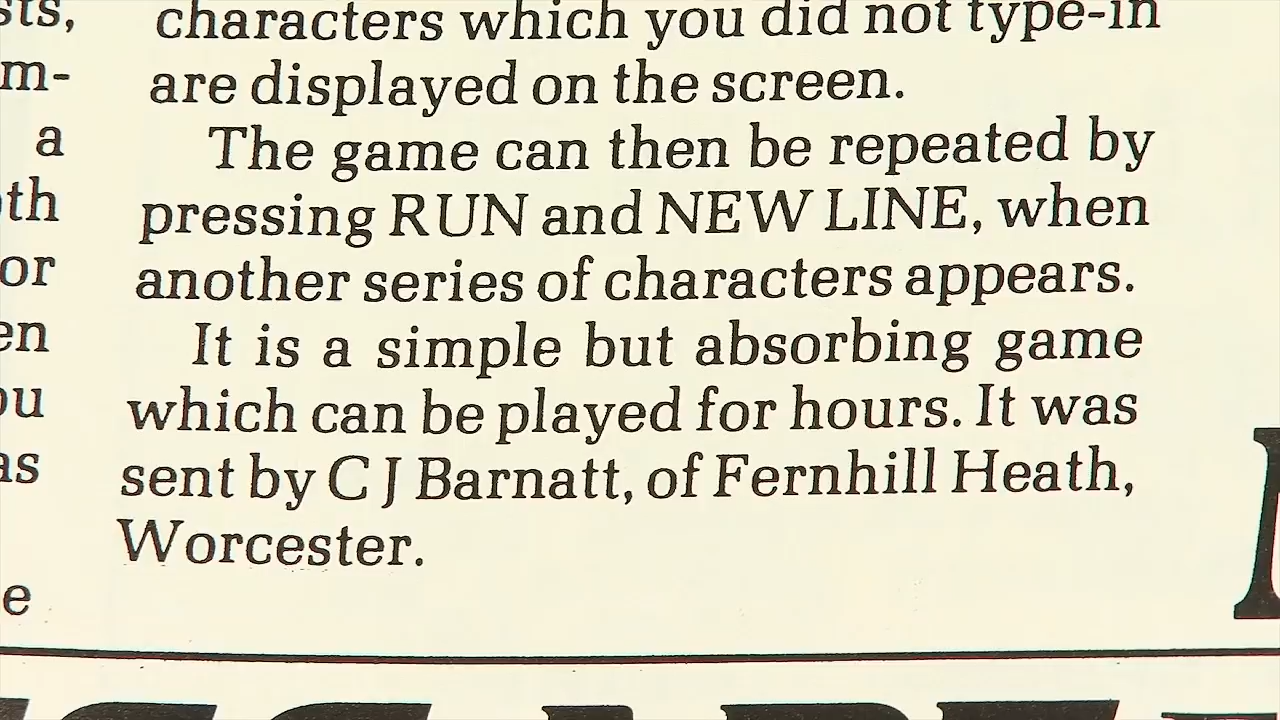 characters which you did not type-in
are displayed on the screen.
The game can then be repeated by
pressing RUN and NEW LINE, when
another series of characters appears.
It is a simple but absorbing game
which can be played for hours. It was
sent by C J Barnatt, of Fernhill Heath,
Worcester.